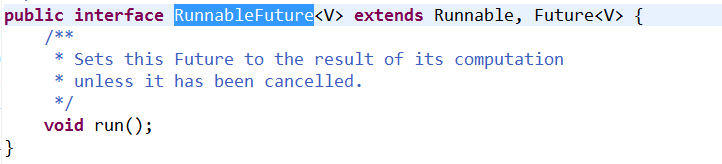 public interface RunnableFuture<V> extends Runnable, Future<V> {
    /**
     * Sets this Future to the result of its computation
     * unless it has been cancelled.
     */
    void run();
}